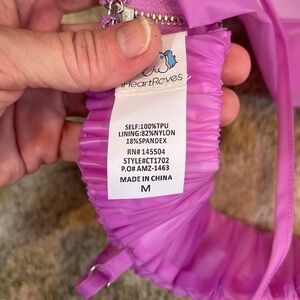 iHeartRaves
SELF:100%TPU
LINING:82%NYLON
18%SPANDEX
RN# 145504
STYLE#CT1702
P.O# AMZ-1463
MADE IN CHINA
M